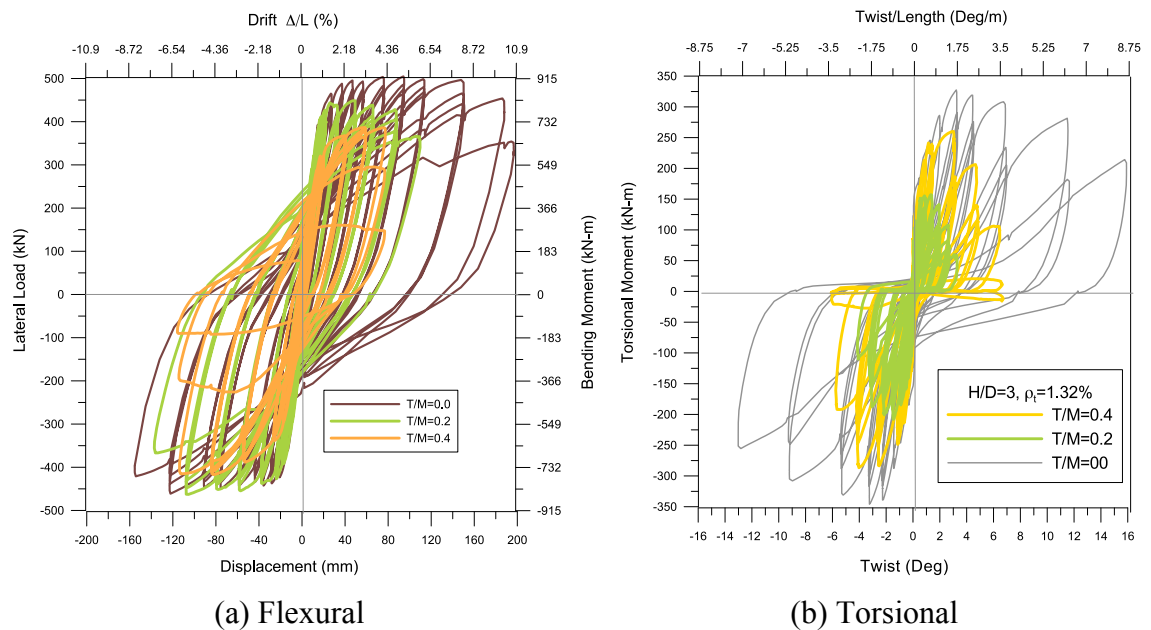 Drift Δ/L (%)
-10.9 -8.72 -6.54 -4.36 -2.18 0 2.18 4.36 6.54 8.72 10.9
500
400
300
200
100
0
-100
-200
-300
-400
-500
Lateral Load (kN)
915
732
549
366
183
0
-183
-366
-549
-732
-915
Bending Moment (kN-m)
T/M=0.0
T/M=0.2
T/M=0.4
-200 -160 -120 -80 -40 0 40 80 120 160 200
Displacement (mm)
(a) Flexural
Twist/Length (Deg/m)
-8.75 -7 -5.25 -3.5 -1.75 0 1.75 3.5 5.25 7 8.75
350
300
250
200
150
100
50
0
-50
-100
-150
-200
-250
-300
-350
Torsional Moment (kN-m)
H/D=3, ρt=1.32%
T/M=0.4
T/M=0.2
T/M=00
-16 -14 -12 -10 -8 -6 -4 -2 0 2 4 6 8 10 12 14 16
Twist (Deg)
(b) Torsional